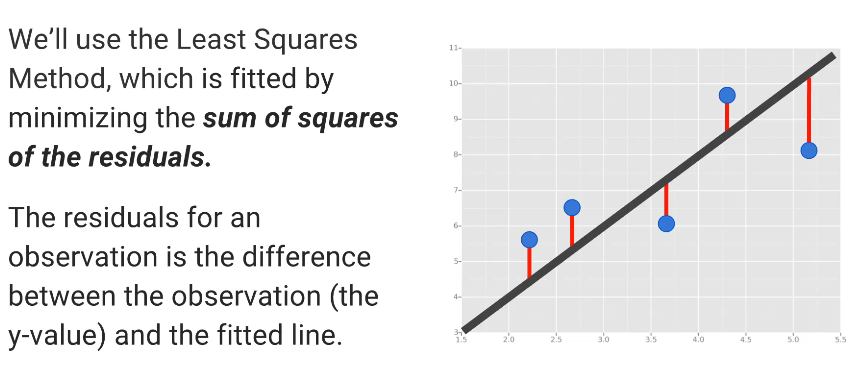 We’ll use the Least Squares
Method, which is fitted by
minimizing the sum of squares
of the residuals.
The residuals for an
observation is the difference
between the observation (the
y-value) and the fitted line.
11
10
9
8
7
6
5
4
3
1.5 2.0 2.5 3.0 3.5 4.0 4.5 5.0 5.5